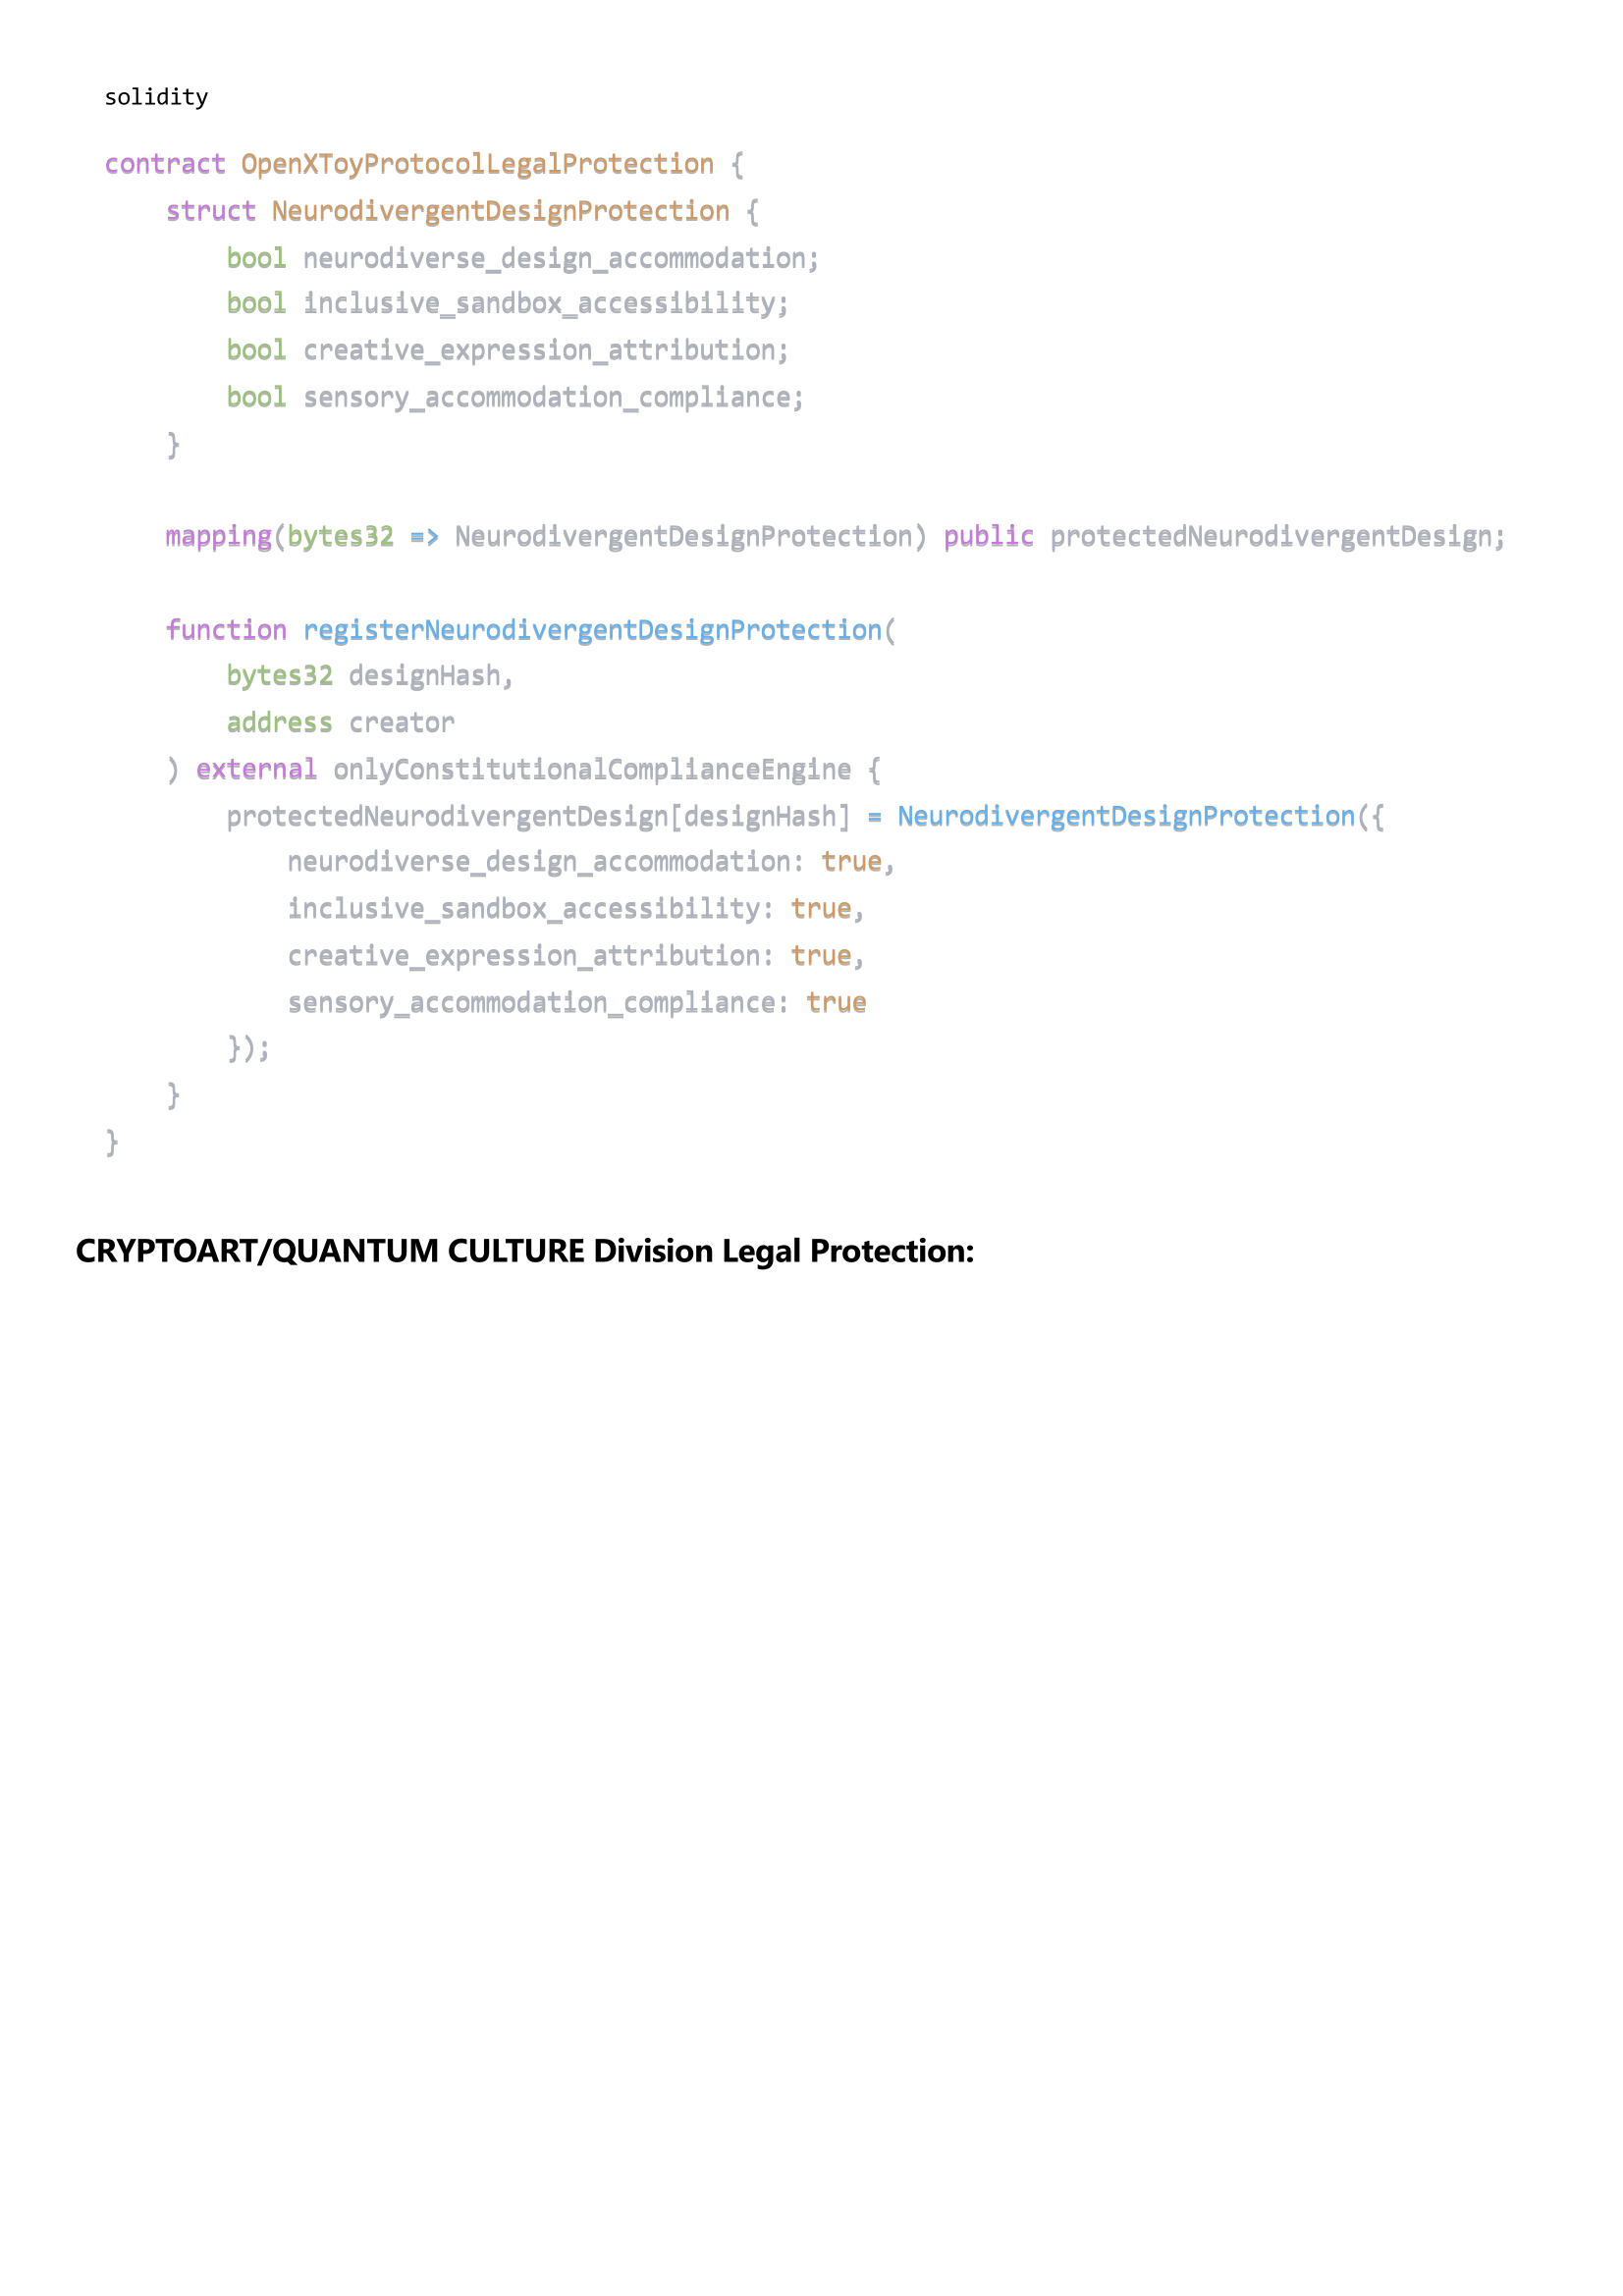 solidity
contract OpenXToyProtocolLegalProtection {
    struct NeurodivergentDesignProtection {
        bool neurodiverse_design_accommodation;
        bool inclusive_sandbox_accessibility;
        bool creative_expression_attribution;
        bool sensory_accommodation_compliance;
    }
    mapping(bytes32 => NeurodivergentDesignProtection) public protectedNeurodivergentDesign;
    function registerNeurodivergentDesignProtection(
        bytes32 designHash,
        address creator
    ) external onlyConstitutionalComplianceEngine {
        protectedNeurodivergentDesign[designHash] = NeurodivergentDesignProtection({
            neurodiverse_design_accommodation: true,
            inclusive_sandbox_accessibility: true,
            creative_expression_attribution: true,
            sensory_accommodation_compliance: true
        });
    }
}
CRYPTOART/QUANTUM CULTURE Division Legal Protection: